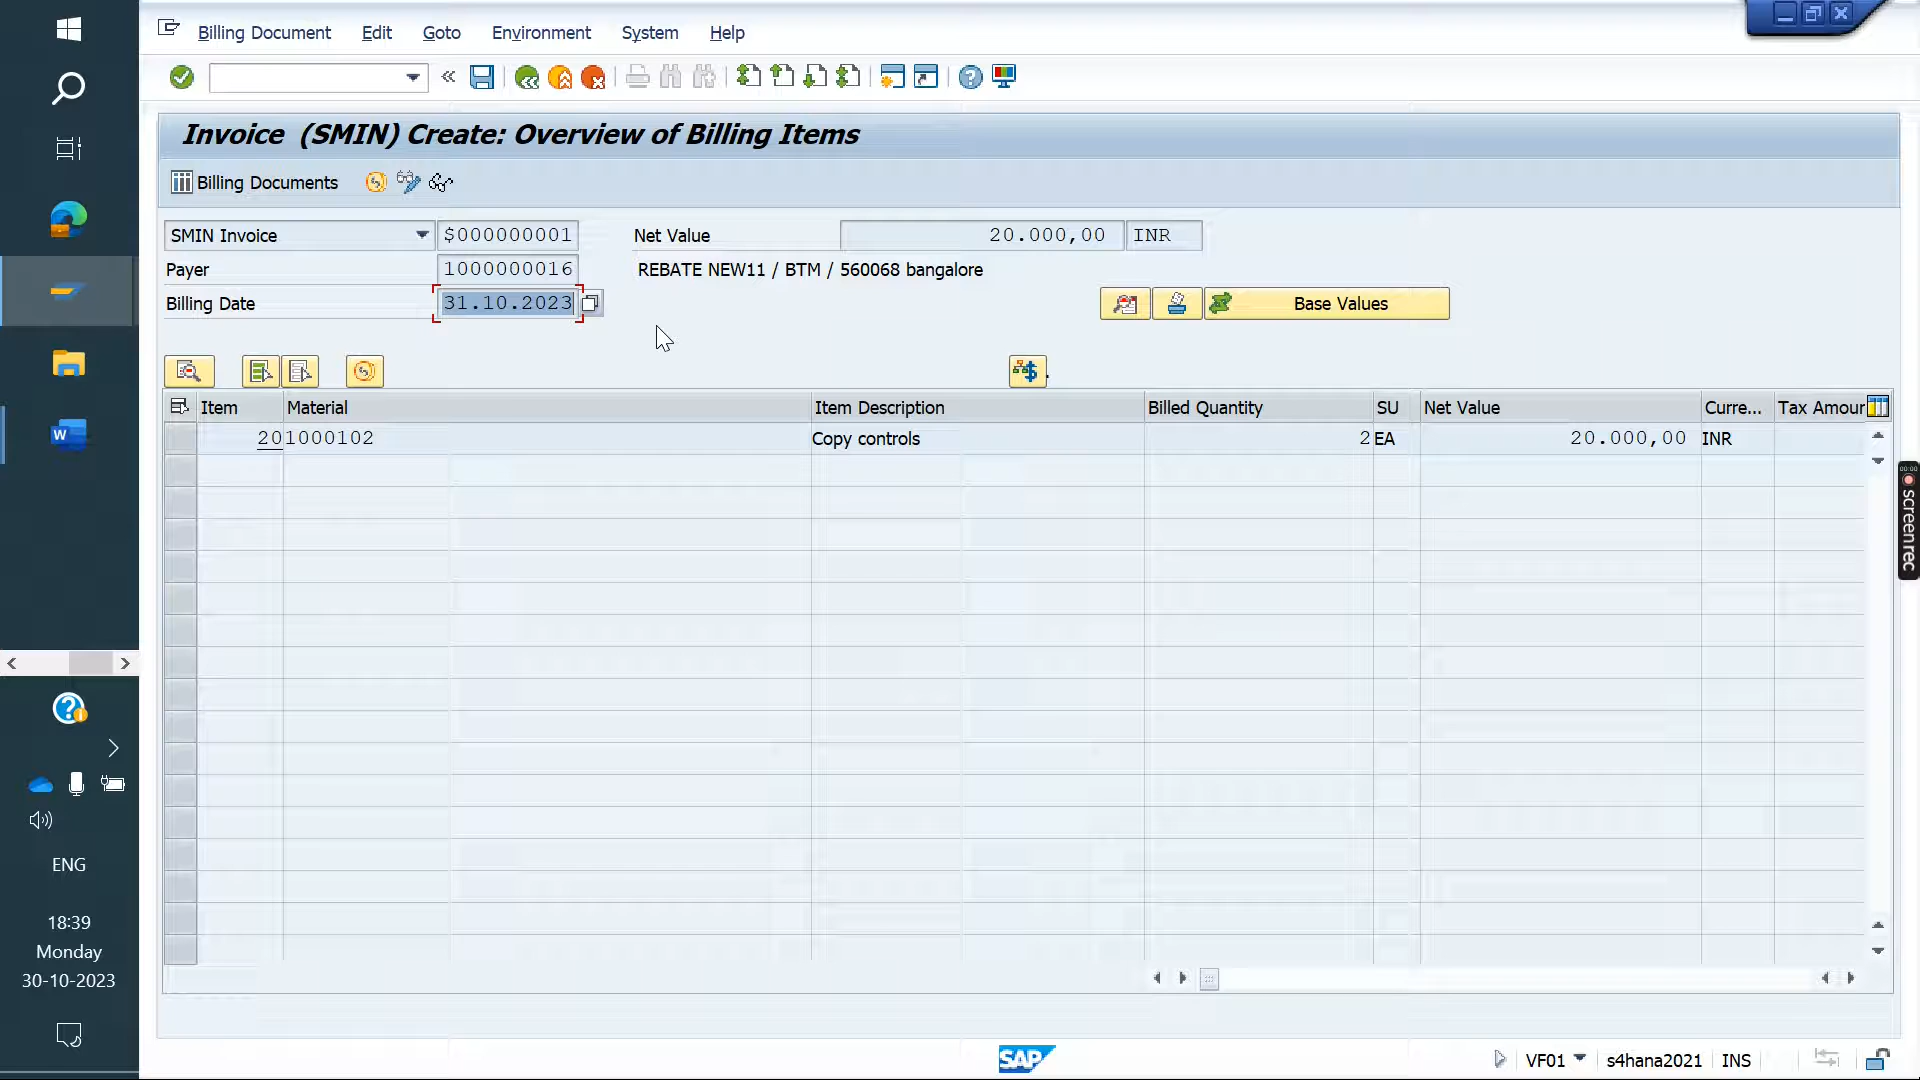 Billing Document Edit Goto Environment System Help
Invoice (SMIN) Create: Overview of Billing Items
Billing Documents
SMIN Invoice $000000001 Net Value 20.000,00 INR
Payer 1000000016 REBATE NEW11 / BTM / 560068 bangalore
Billing Date 31.10.2023 Base Values
Item Material Item Description Billed Quantity SU Net Value Curre... Tax Amour
20 1000102 Copy controls 2 EA 20.000,00 INR
00:00
screenrec
W
ENG
18:39
Monday
30-10-2023
SAP VF01 s4hana2021 INS